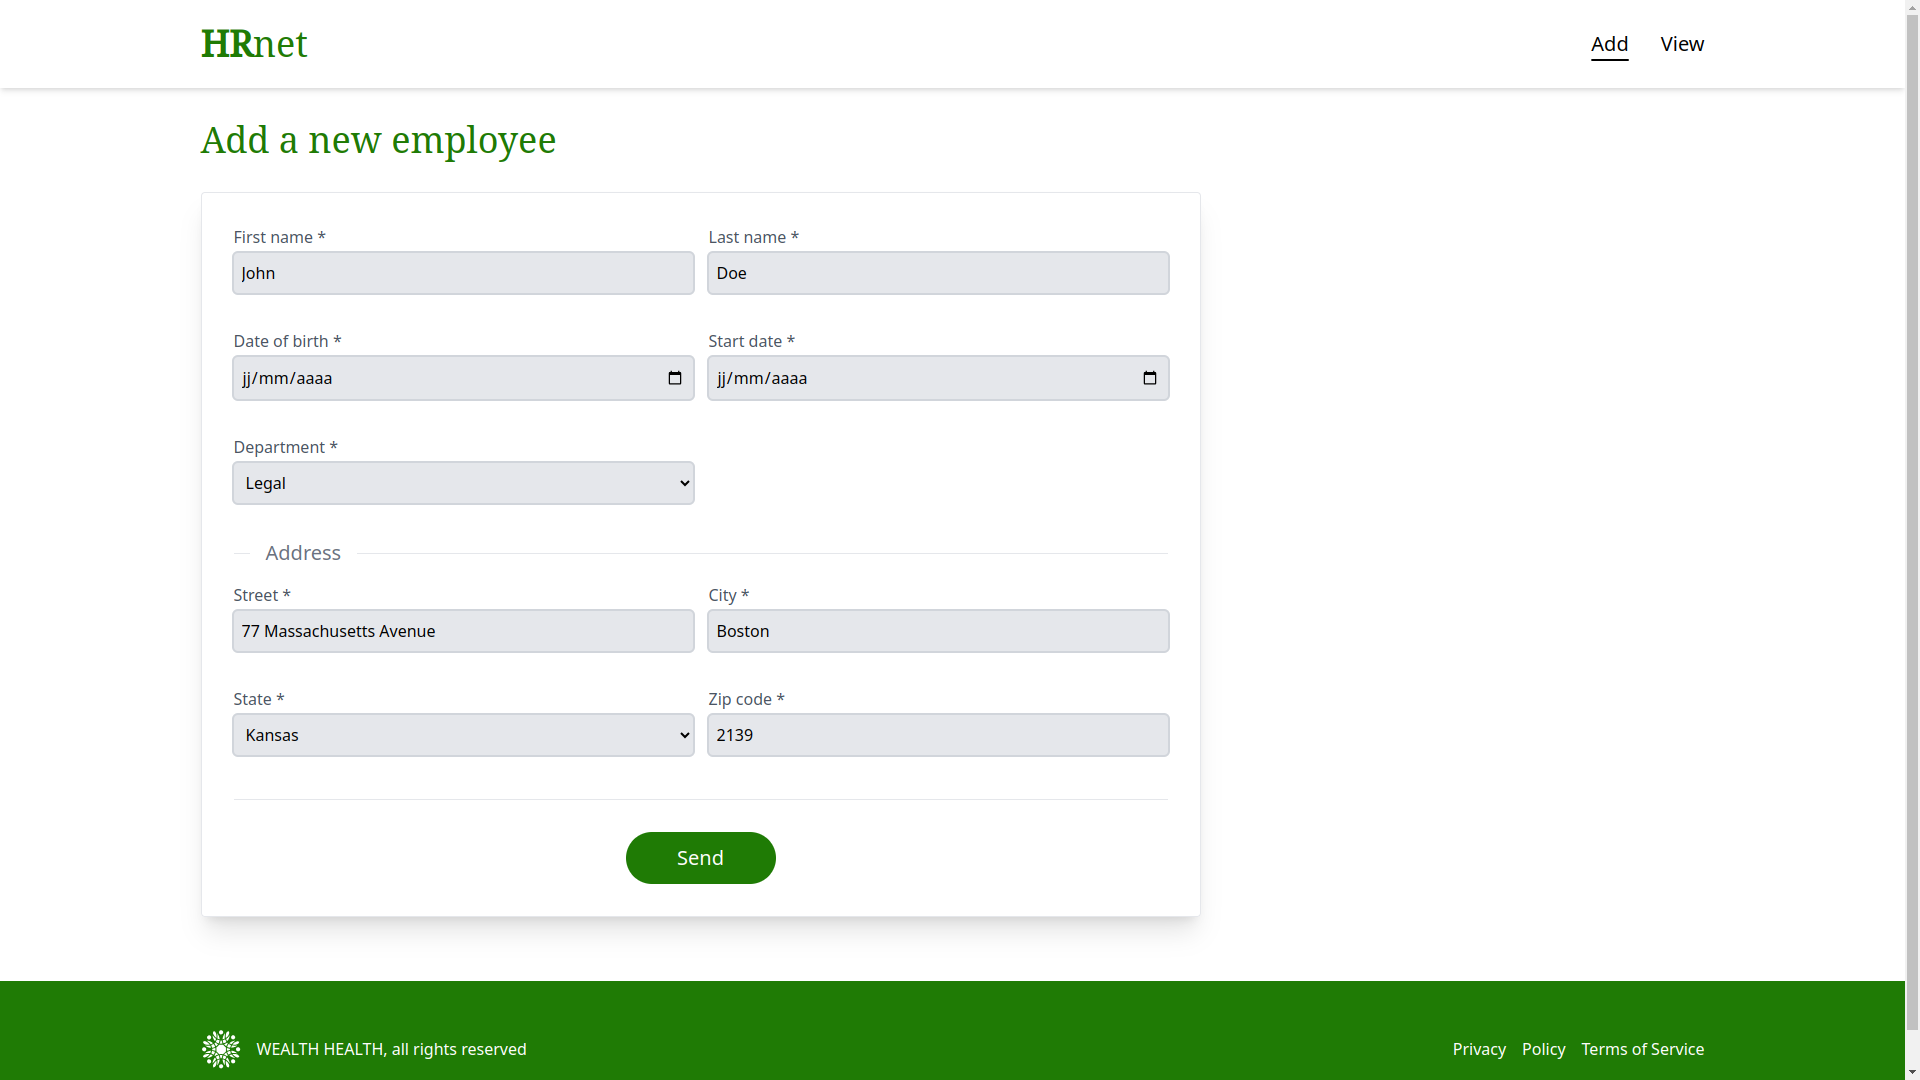 HRnet
Add View
Add a new employee
First name * Last name *
John Doe
Date of birth * Start date *
jj/mm/aaaa jj/mm/aaaa
Department *
Legal
Address
Street * City *
77 Massachusetts Avenue Boston
State * Zip code *
Kansas 2139
Send
WEALTH HEALTH, all rights reserved Privacy Policy Terms of Service